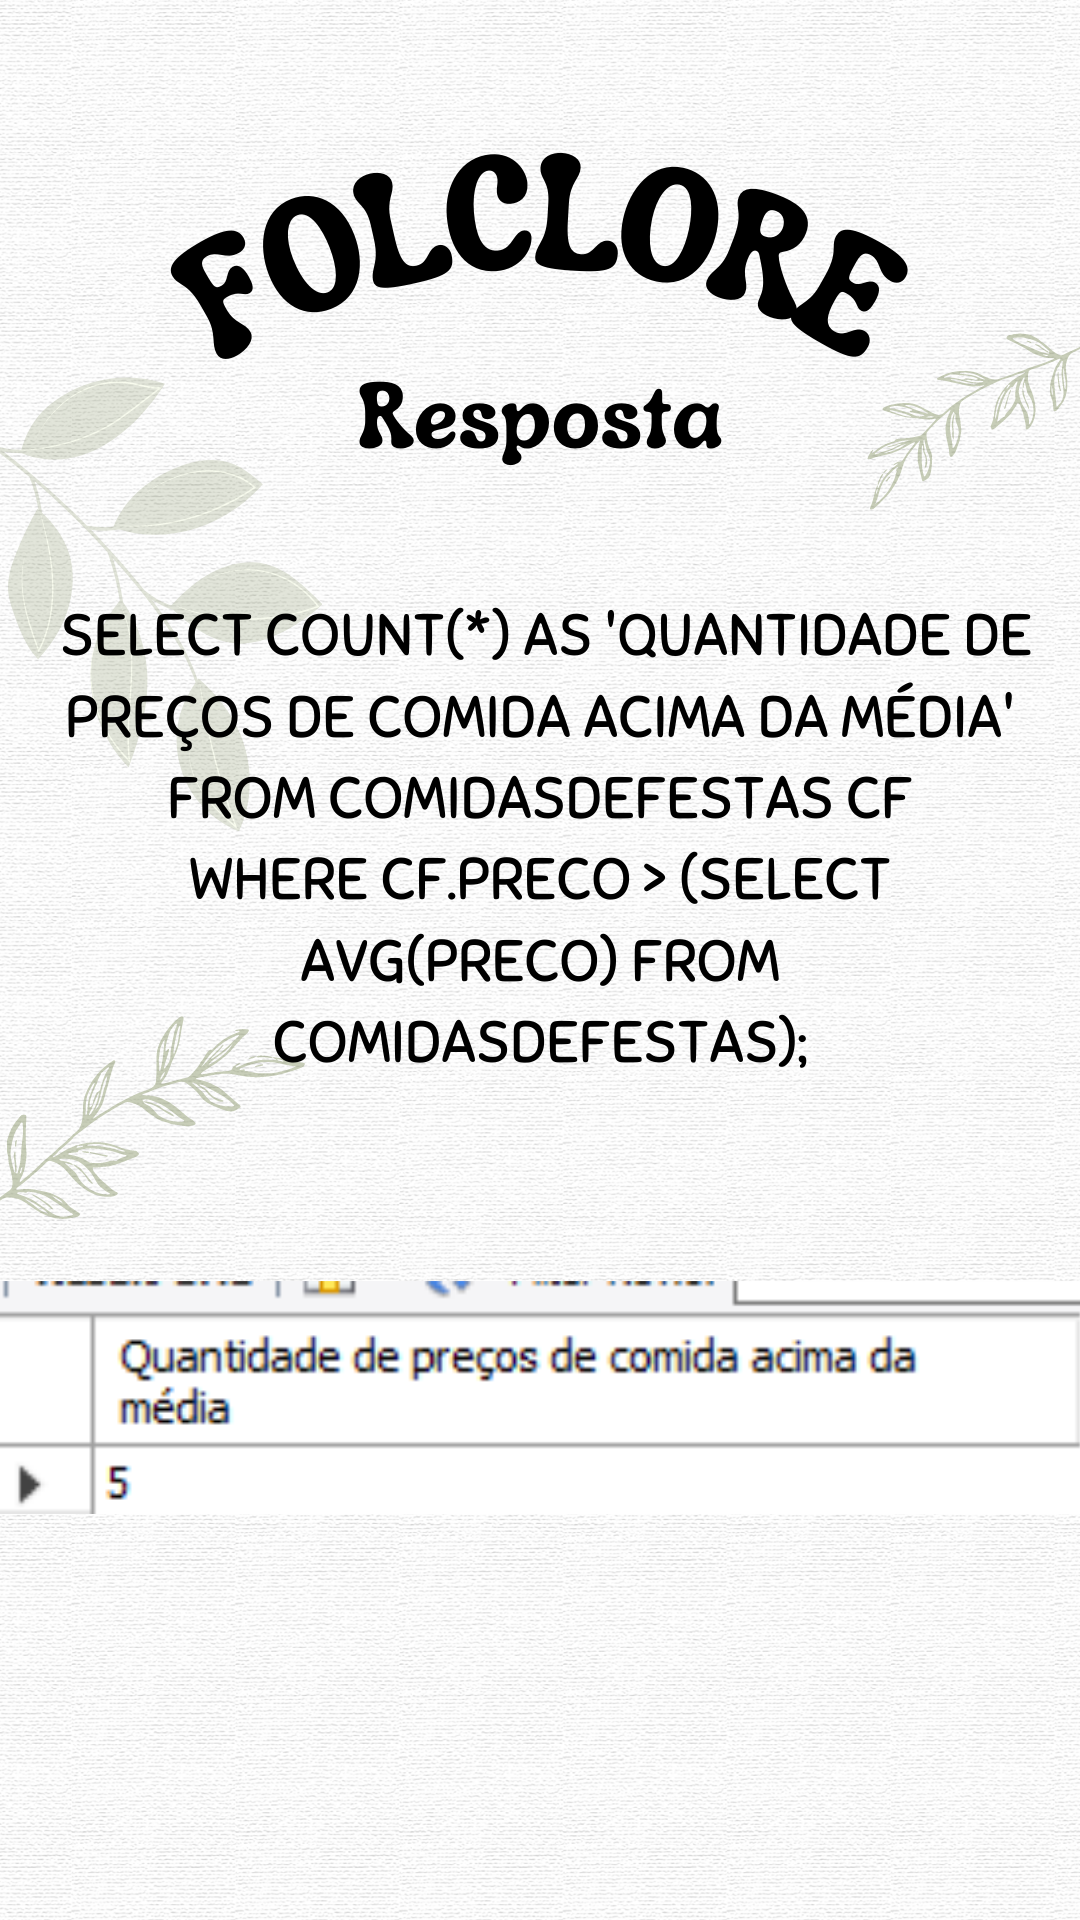 FOLCLORE
Resposta
SELECT COUNT(*) AS 'QUANTIDADE DE
PREÇOS DE COMIDA ACIMA DA MÉDIA'
FROM COMIDASDEFESTAS CF
WHERE CF.PRECO > (SELECT
AVG(PRECO) FROM
COMIDASDEFESTAS);
Quantidade de preços de comida acima da
média
5